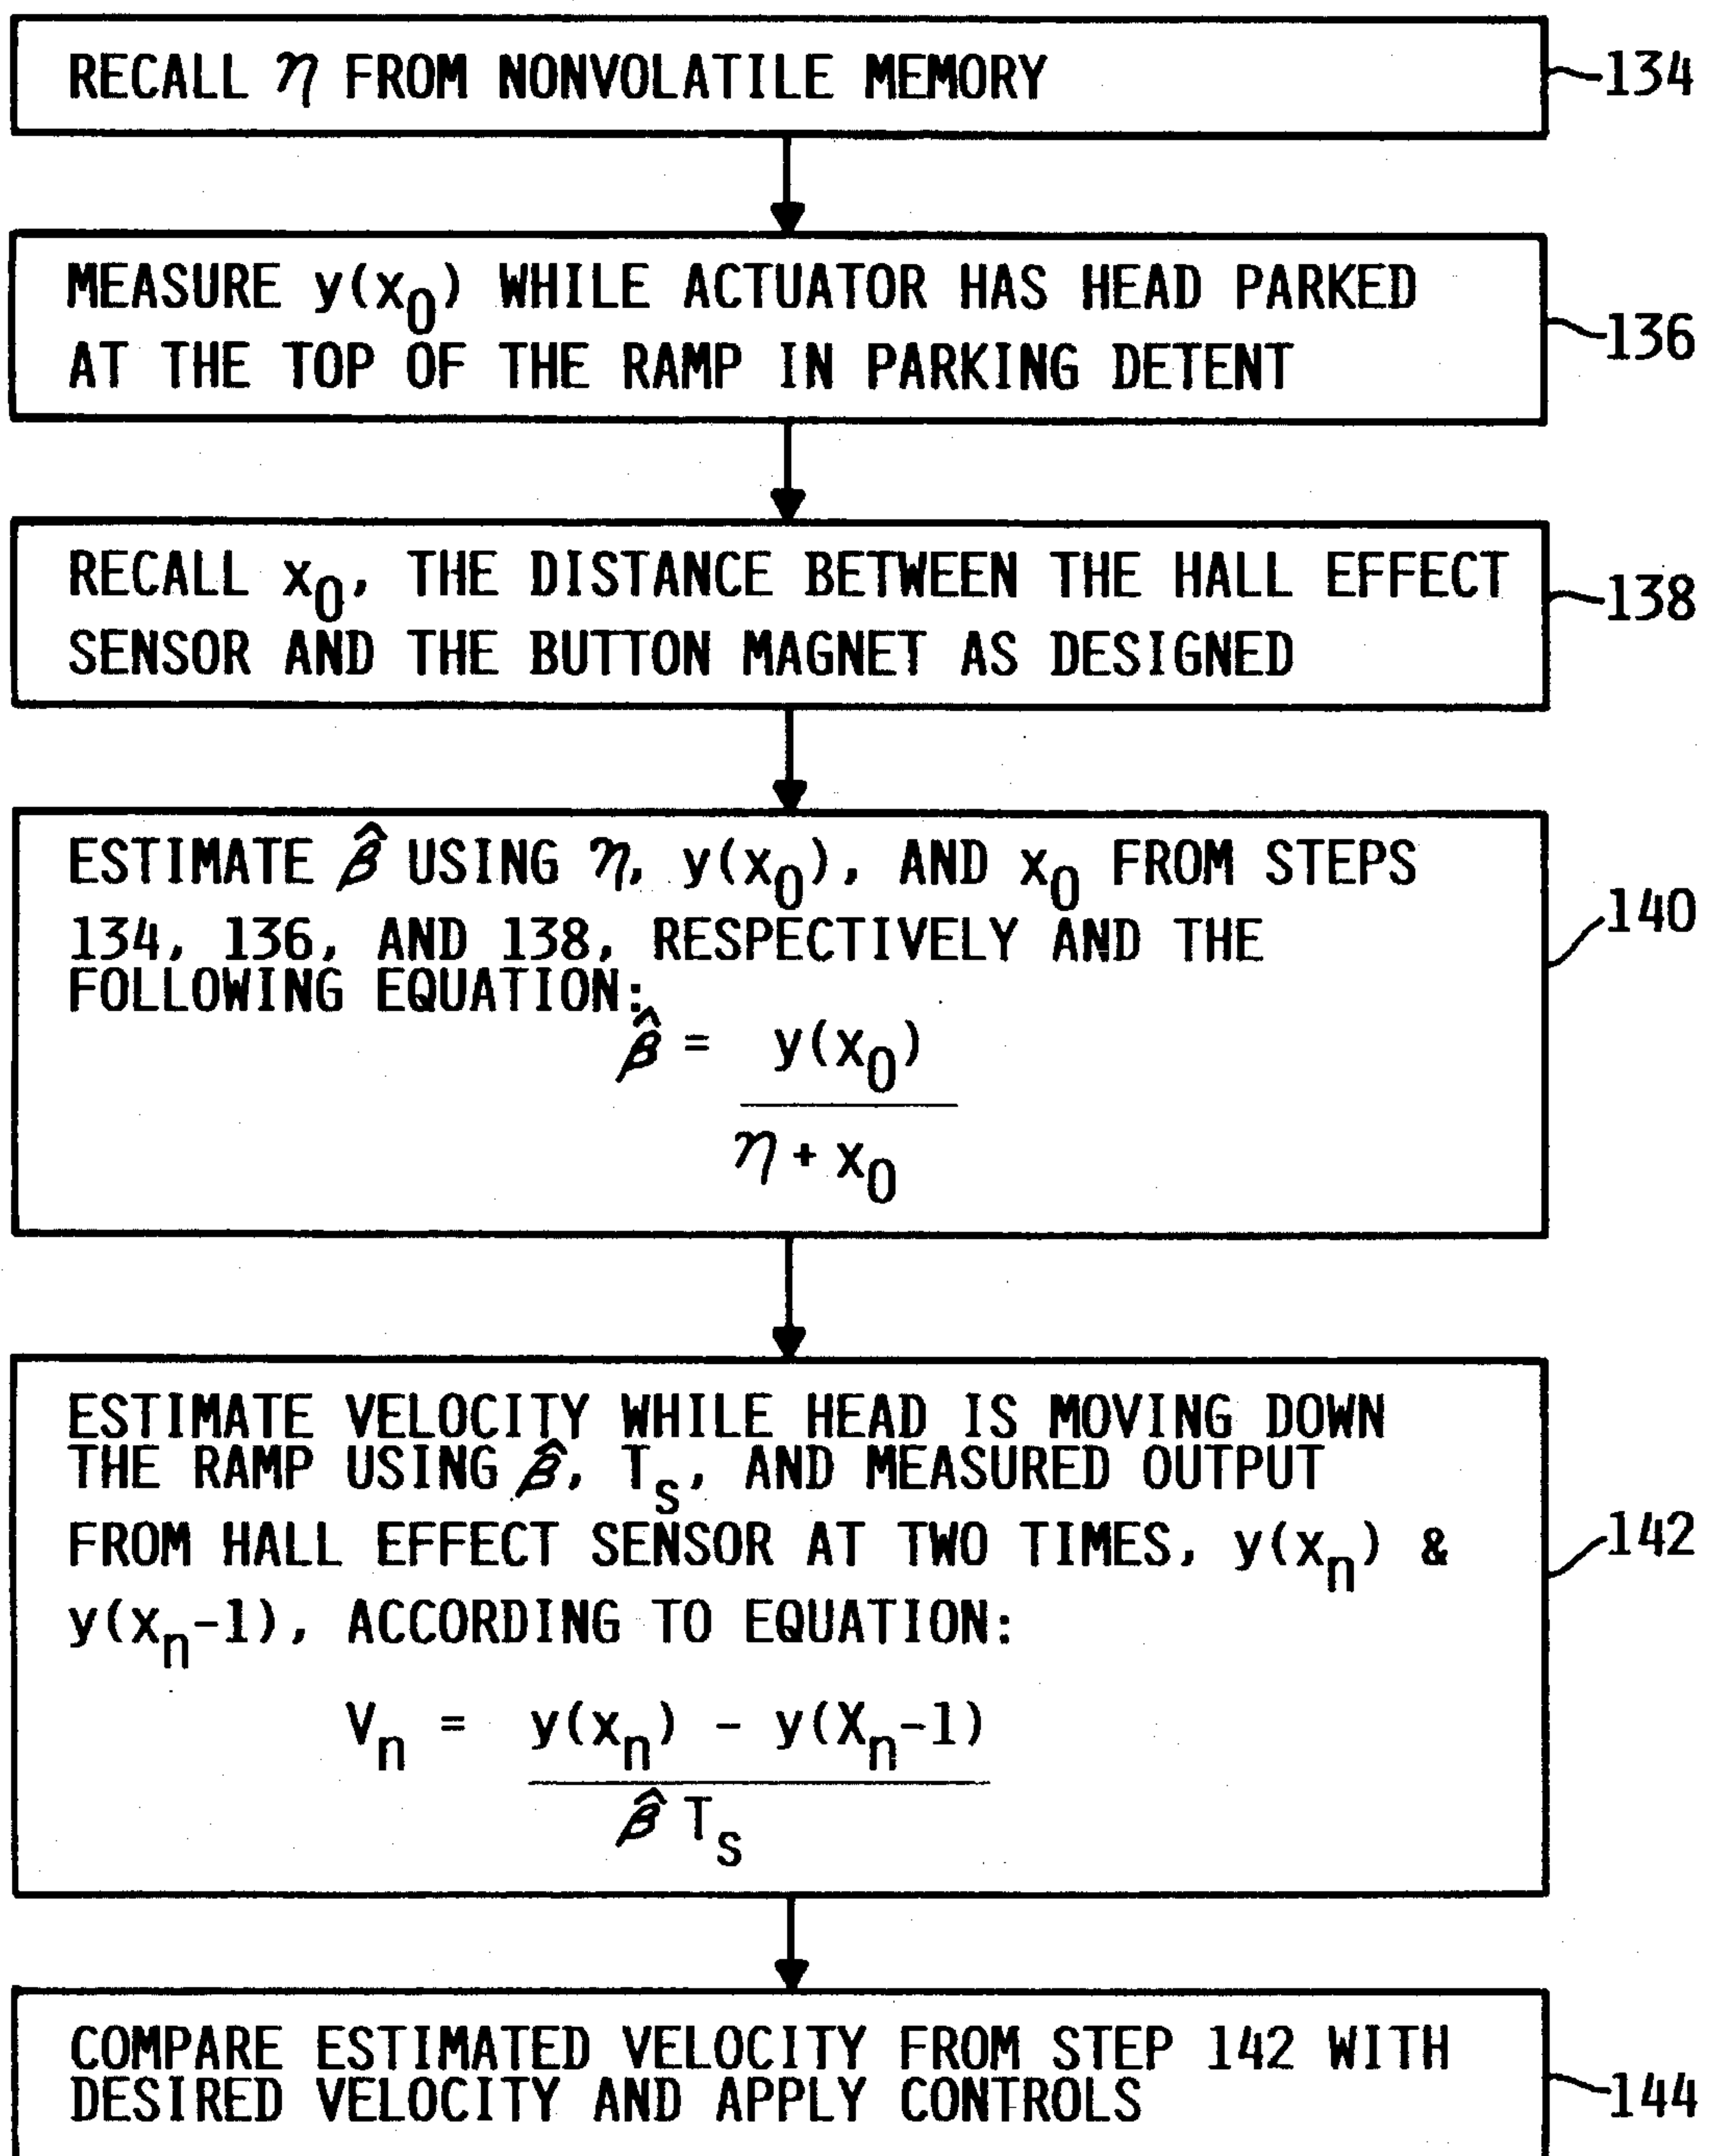 RECALL η FROM NONVOLATILE MEMORY
134
MEASURE y(x₀) WHILE ACTUATOR HAS HEAD PARKED
AT THE TOP OF THE RAMP IN PARKING DETENT
136
RECALL x₀, THE DISTANCE BETWEEN THE HALL EFFECT
SENSOR AND THE BUTTON MAGNET AS DESIGNED
138
ESTIMATE β̂ USING η, y(x₀), AND x₀ FROM STEPS
134, 136, AND 138, RESPECTIVELY AND THE
FOLLOWING EQUATION:
β̂ = y(x₀)
η + x₀
140
ESTIMATE VELOCITY WHILE HEAD IS MOVING DOWN
THE RAMP USING β̂, Tₛ, AND MEASURED OUTPUT
FROM HALL EFFECT SENSOR AT TWO TIMES, y(xₙ) &
y(xₙ-1), ACCORDING TO EQUATION:
Vₙ = y(xₙ) - y(Xₙ-1)
β̂ Tₛ
142
COMPARE ESTIMATED VELOCITY FROM STEP 142 WITH
DESIRED VELOCITY AND APPLY CONTROLS
144